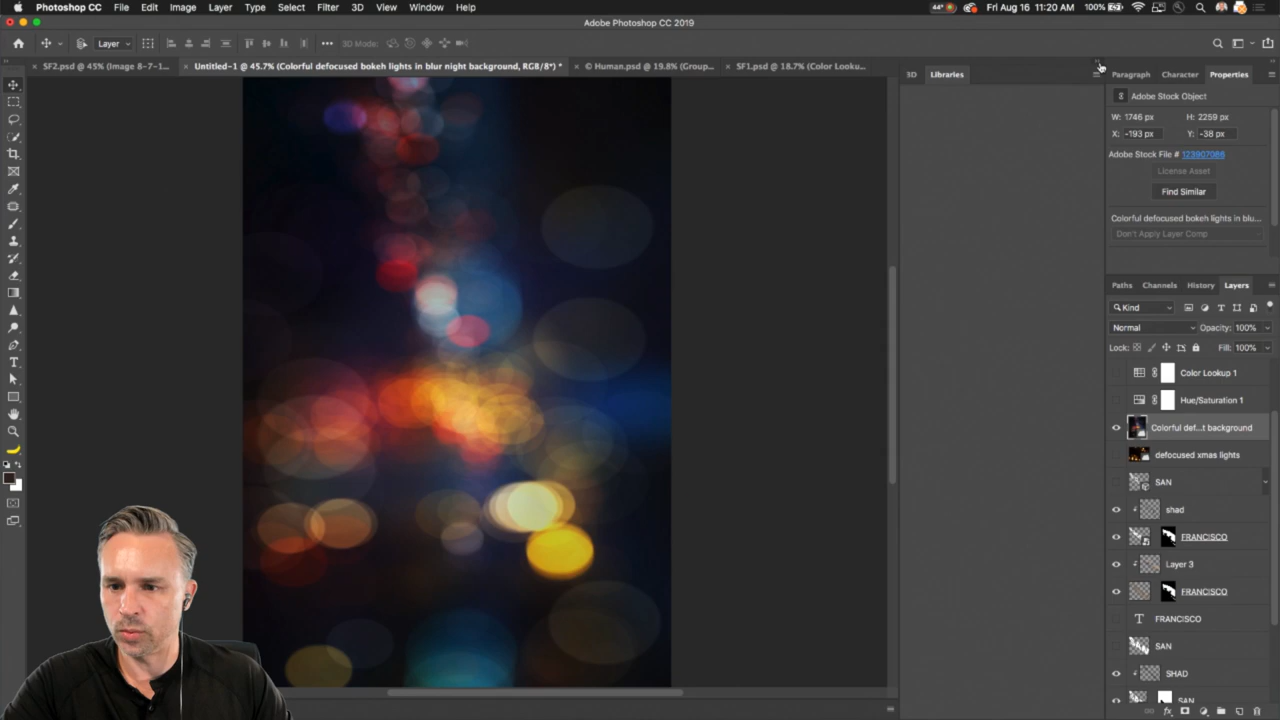 Photoshop CC File Edit Image Layer Type Select Filter 3D View Window Help 44° 100% Fri Aug 16 11:20 AM
Adobe Photoshop CC 2019
Layer 3D Mode:
SF2.psd @ 45% (Image 8-7-1... Untitled-1 @ 45.7% (Colorful defocused bokeh lights in blur night background, RGB/8*) * © Human.psd @ 19.8% (Group... SF1.psd @ 18.7% (Color Looku...
3D Libraries Paragraph Character Properties
Adobe Stock Object
W: 1746 px H: 2259 px
X: -193 px Y: -38 px
Adobe Stock File # 123907086
License Asset
Find Similar
Colorful defocused bokeh lights in blu...
Don't Apply Layer Comp
Paths Channels History Layers
Kind
Normal Opacity: 100%
Lock: Fill: 100%
Color Lookup 1
Hue/Saturation 1
Colorful def...t background
defocused xmas lights
SAN
shad
FRANCISCO
Layer 3
FRANCISCO
T FRANCISCO
SAN
SHAD
SAN
fx